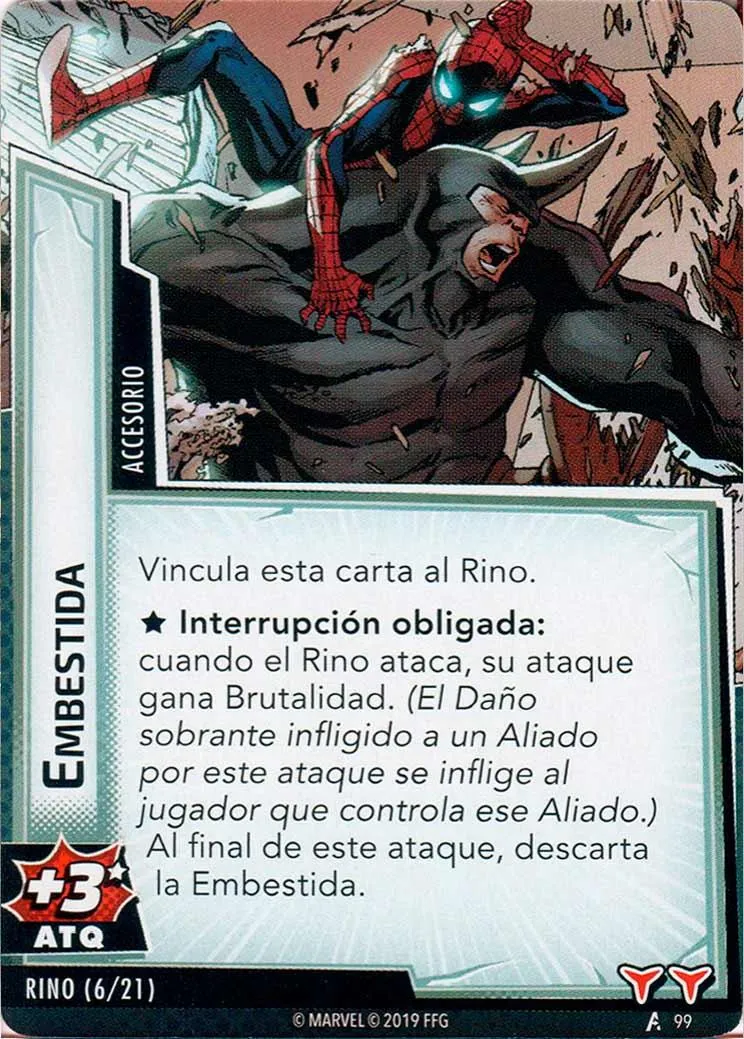 ACCESORIO
EMBESTIDA
Vincula esta carta al Rino.
★ Interrupción obligada:
cuando el Rino ataca, su ataque
gana Brutalidad. (El Daño
sobrante infligido a un Aliado
por este ataque se inflige al
jugador que controla ese Aliado.)
Al final de este ataque, descarta
la Embestida.
+3★
ATQ
RINO (6/21)
© MARVEL © 2019 FFG
99